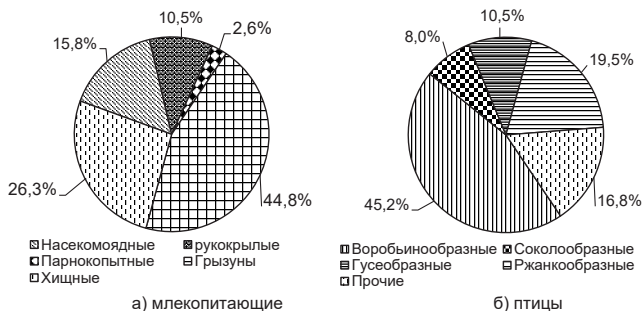 10,5%
2,6%
15,8%
26,3%
44,8%
Насекомоядные рукокрылые
Парнокопытные Грызуны
Хищные
а) млекопитающие
10,5%
8,0%
19,5%
45,2%
16,8%
Воробьинообразные Соколообразные
Гусеобразные Ржанкообразные
Прочие
б) птицы